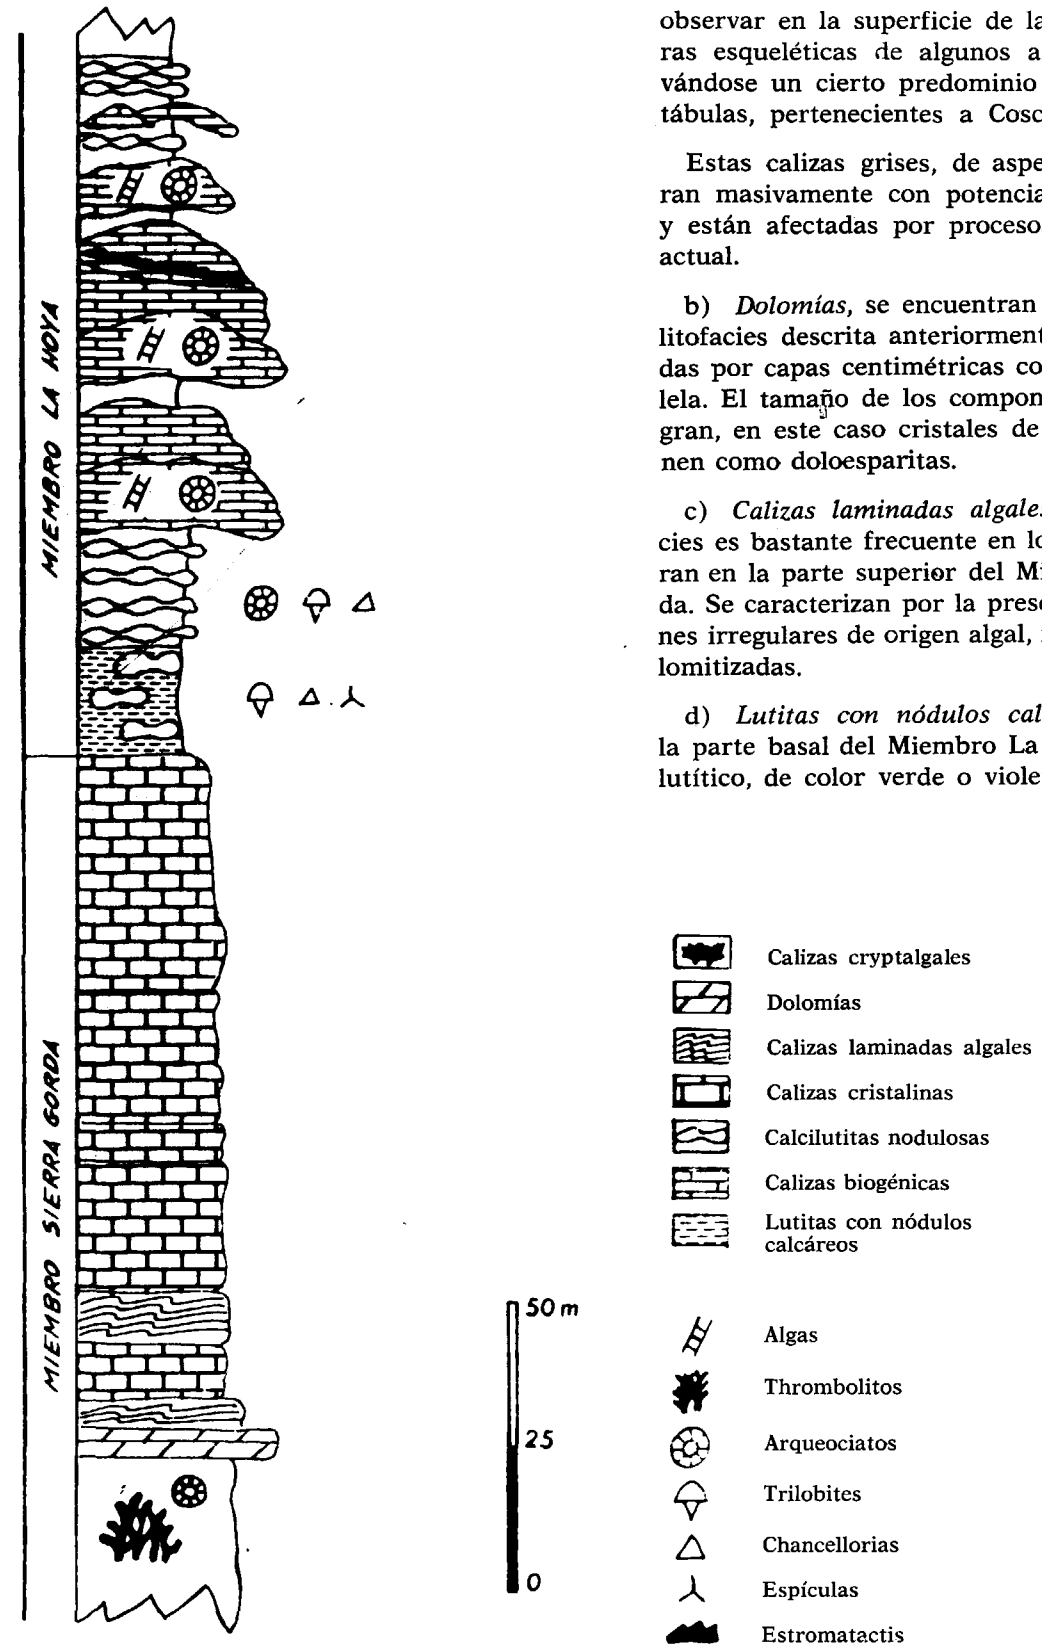 observar en la superficie de la
ras esqueléticas de algunos a
vándose un cierto predominio
tábulas, pertenecientes a Cosc
Estas calizas grises, de aspe
ran masivamente con potencia
y están afectadas por proceso
actual.
b) Dolomías, se encuentran
litofacies descrita anteriorment
das por capas centimétricas co
lela. El tamaño de los compon
gran, en este caso cristales de
nen como doloesparitas.
c) Calizas laminadas algale.
cies es bastante frecuente en lo
ran en la parte superior del Mi
da. Se caracterizan por la prese
nes irregulares de origen algal,
lomitizadas.
d) Lutitas con nódulos cal
la parte basal del Miembro La
lutítico, de color verde o viole
MIEMBRO LA HOYA
MIEMBRO SIERRA GORDA
50 m
25
0
Calizas cryptalgales
Dolomías
Calizas laminadas algales
Calizas cristalinas
Calcilutitas nodulosas
Calizas biogénicas
Lutitas con nódulos
calcáreos
Algas
Thrombolitos
Arqueociatos
Trilobites
Chancellorias
Espículas
Estromatactis